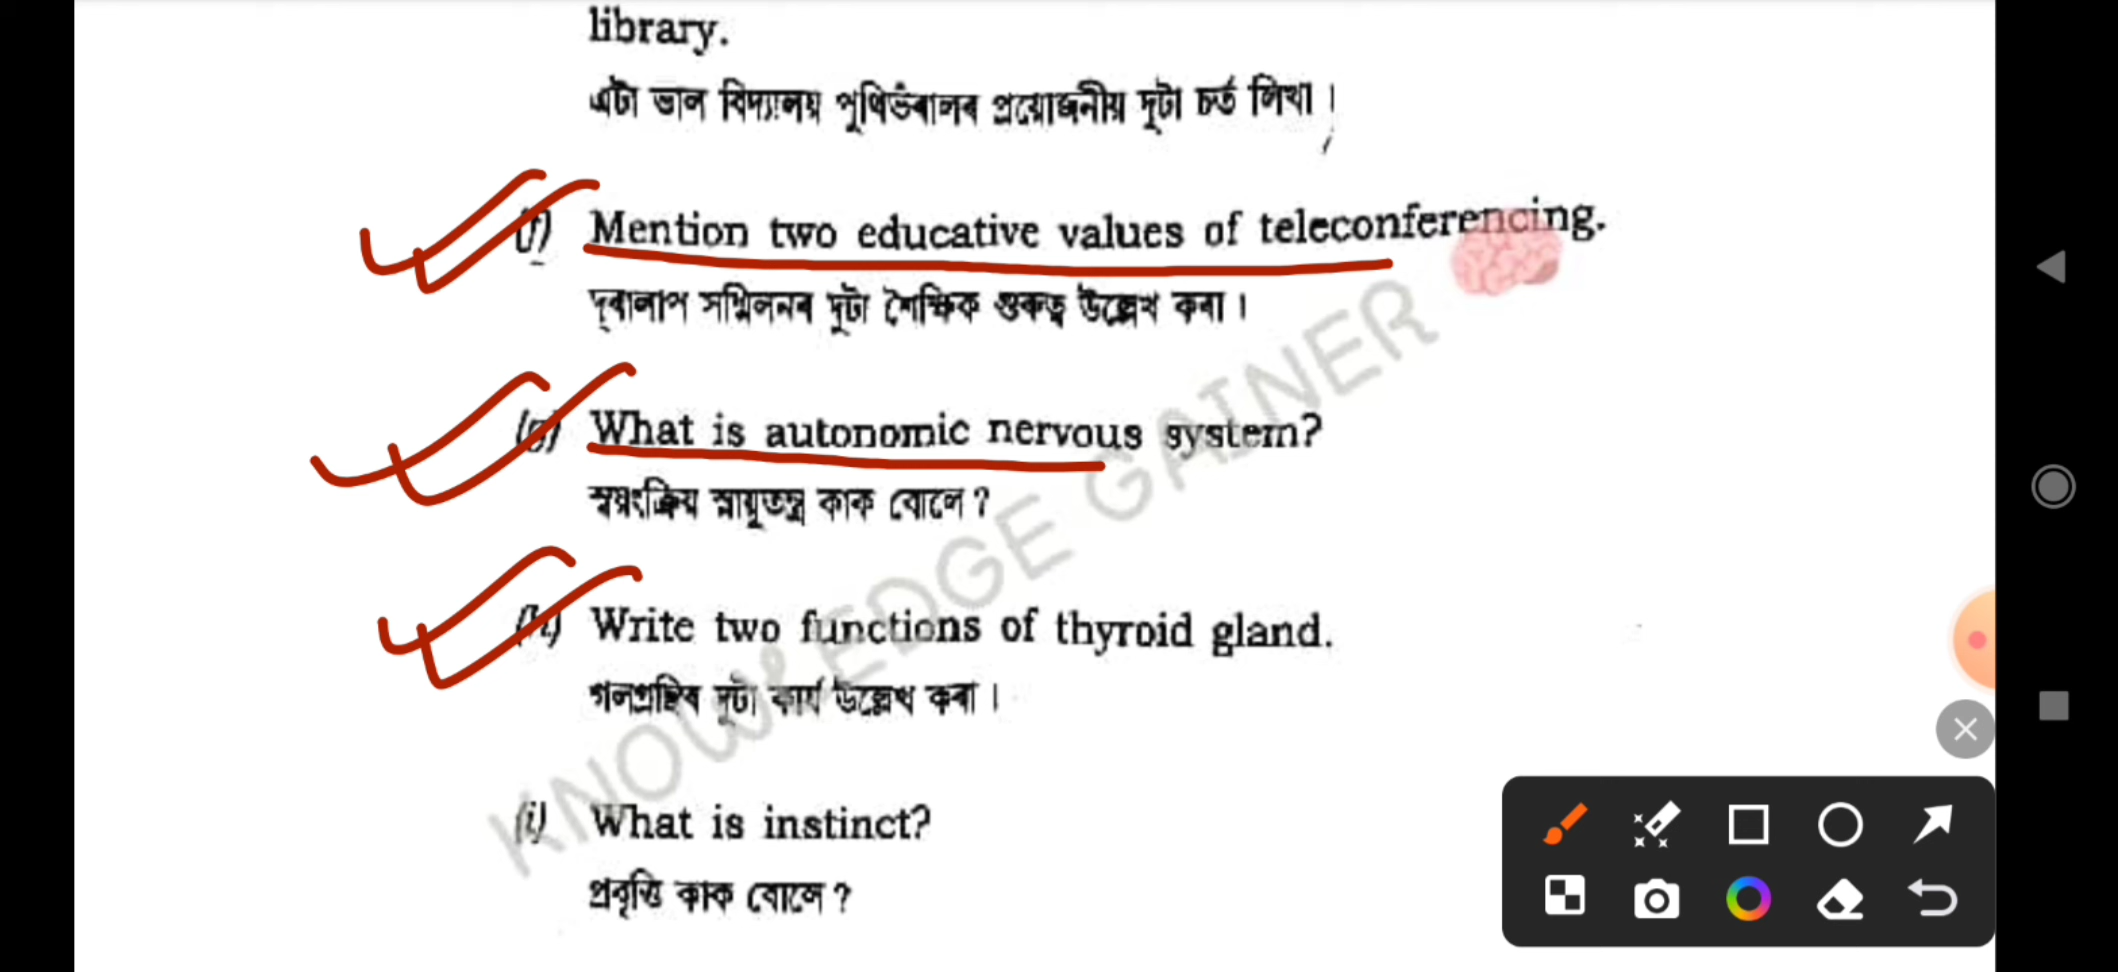 library.
এটা ভাল বিদ্যালয় পুথিভঁৰালৰ প্ৰয়োজনীয় দুটা চৰ্ত লিখা।
(f) Mention two educative values of teleconferencing.
দূৰালাপ সন্মিলনৰ দুটা শৈক্ষিক গুৰুত্ব উল্লেখ কৰা।
(g) What is autonomic nervous system?
স্বয়ংক্ৰিয় স্নায়ুতন্ত্ৰ কাক বোলে?
(h) Write two functions of thyroid gland.
গলগ্ৰন্থিৰ দুটা কাৰ্য উল্লেখ কৰা।
(i) What is instinct?
প্ৰবৃত্তি কাক বোলে?
KNOWLEDGE GAINER